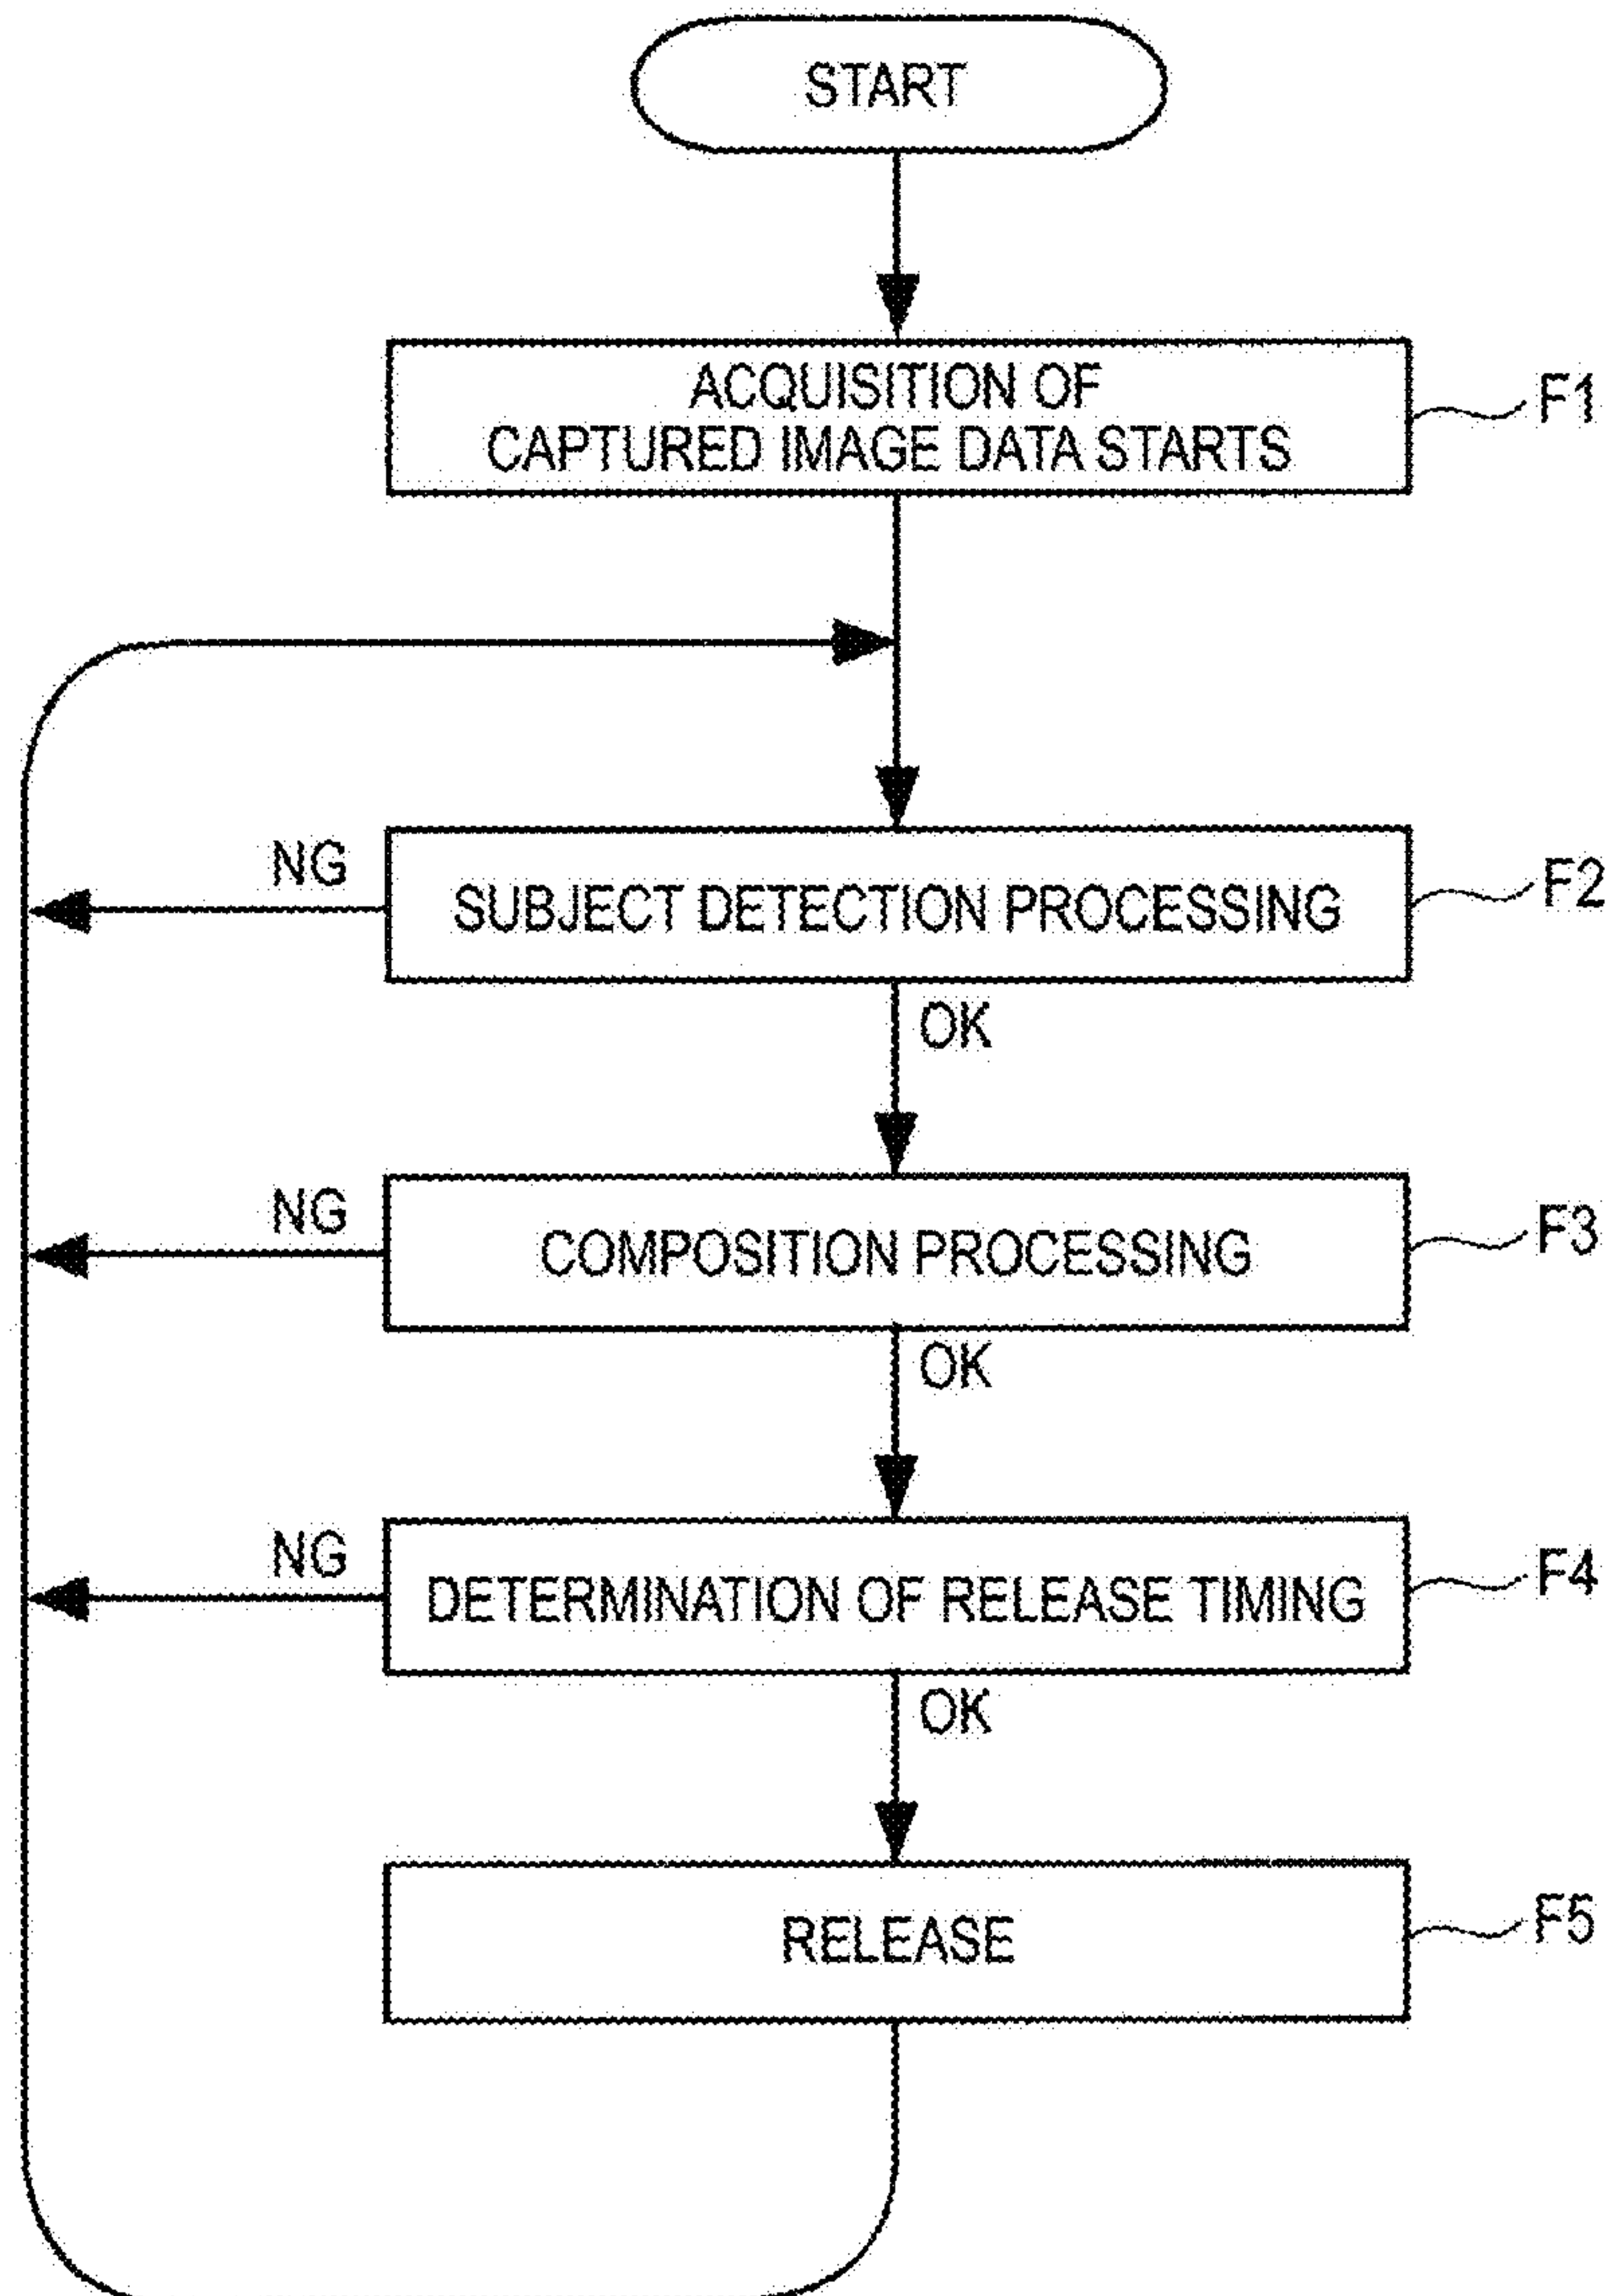 START
ACQUISITION OF
CAPTURED IMAGE DATA STARTS
F1
NG
SUBJECT DETECTION PROCESSING
F2
OK
NG
COMPOSITION PROCESSING
F3
OK
NG
DETERMINATION OF RELEASE TIMING
F4
OK
RELEASE
F5